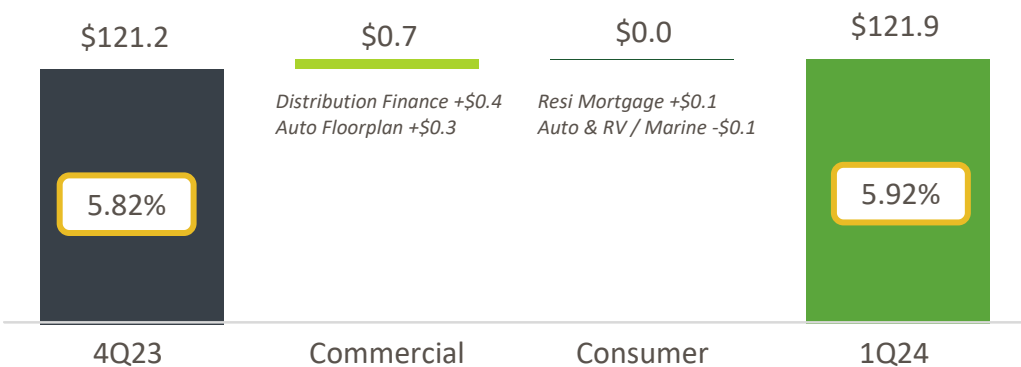 $121.2
$0.7
$0.0
$121.9
Distribution Finance +$0.4
Auto Floorplan +$0.3
Resi Mortgage +$0.1
Auto & RV / Marine -$0.1
5.82%
5.92%
4Q23
Commercial
Consumer
1Q24